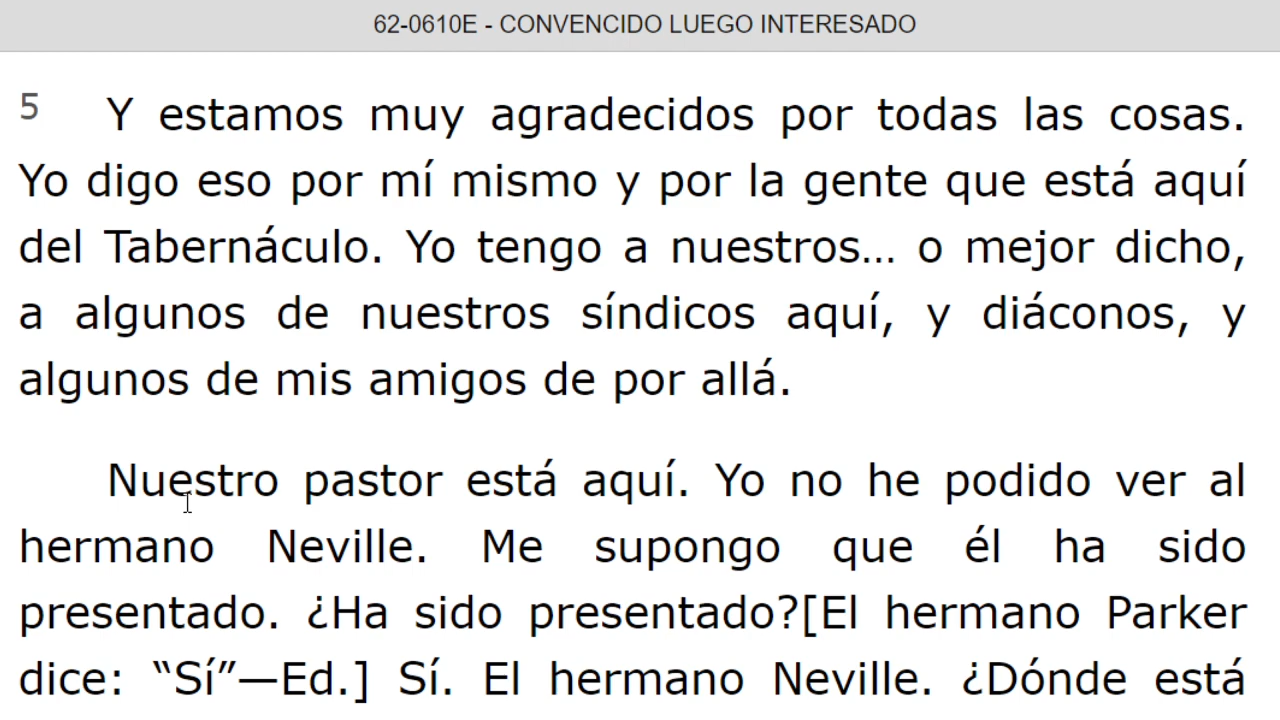 62-0610E - CONVENCIDO LUEGO INTERESADO
5 Y estamos muy agradecidos por todas las cosas.
Yo digo eso por mí mismo y por la gente que está aquí
del Tabernáculo. Yo tengo a nuestros… o mejor dicho,
a algunos de nuestros síndicos aquí, y diáconos, y
algunos de mis amigos de por allá.
Nuestro pastor está aquí. Yo no he podido ver al
hermano Neville. Me supongo que él ha sido
presentado. ¿Ha sido presentado?[El hermano Parker
dice: “Sí”—Ed.] Sí. El hermano Neville. ¿Dónde está